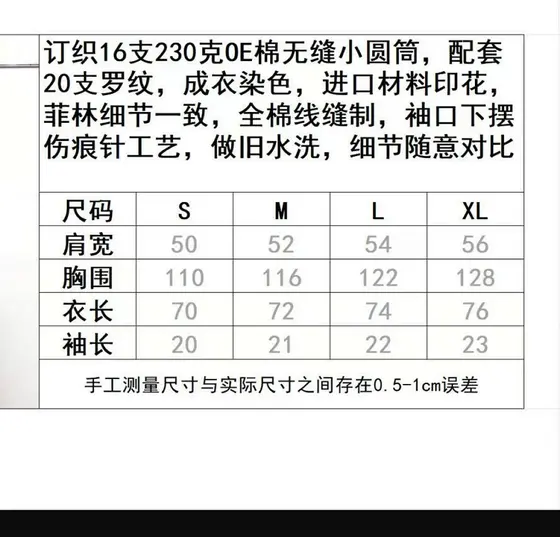 订织16支230克OE棉无缝小圆筒，配套
20支罗纹，成衣染色，进口材料印花，
菲林细节一致，全棉线缝制，袖口下摆
伤痕针工艺，做旧水洗，细节随意对比
尺码 S M L XL
肩宽 50 52 54 56
胸围 110 116 122 128
衣长 70 72 74 76
袖长 20 21 22 23
手工测量尺寸与实际尺寸之间存在0.5-1cm误差